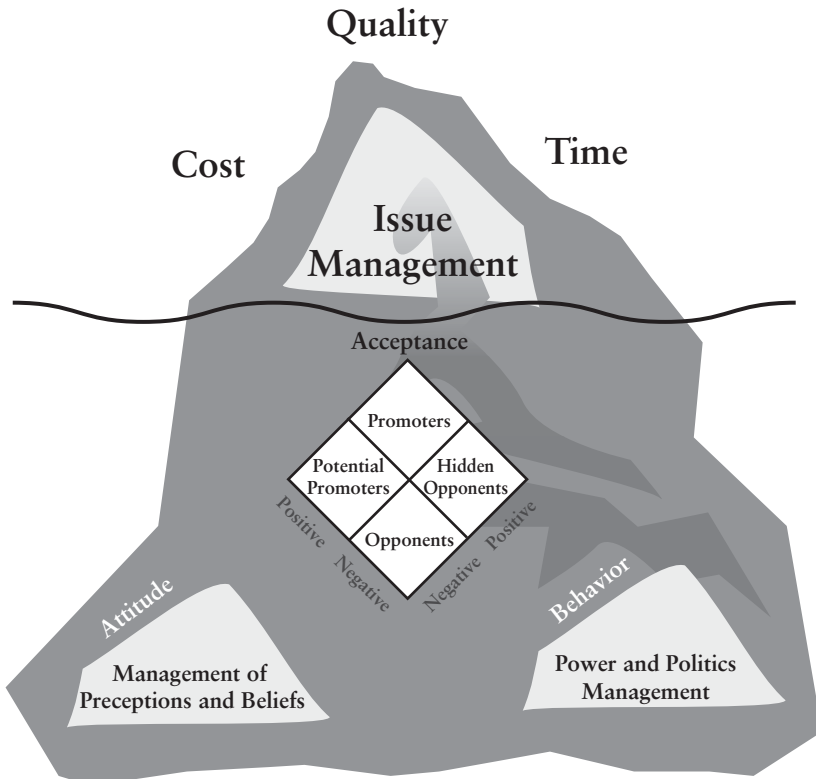 Quality
Cost
Time
Issue
Management
Acceptance
Promoters
Potential
Promoters
Hidden
Opponents
Opponents
Positive
Negative
Negative
Positive
Attitude
Behavior
Management of
Preceptions and Beliefs
Power and Politics
Management